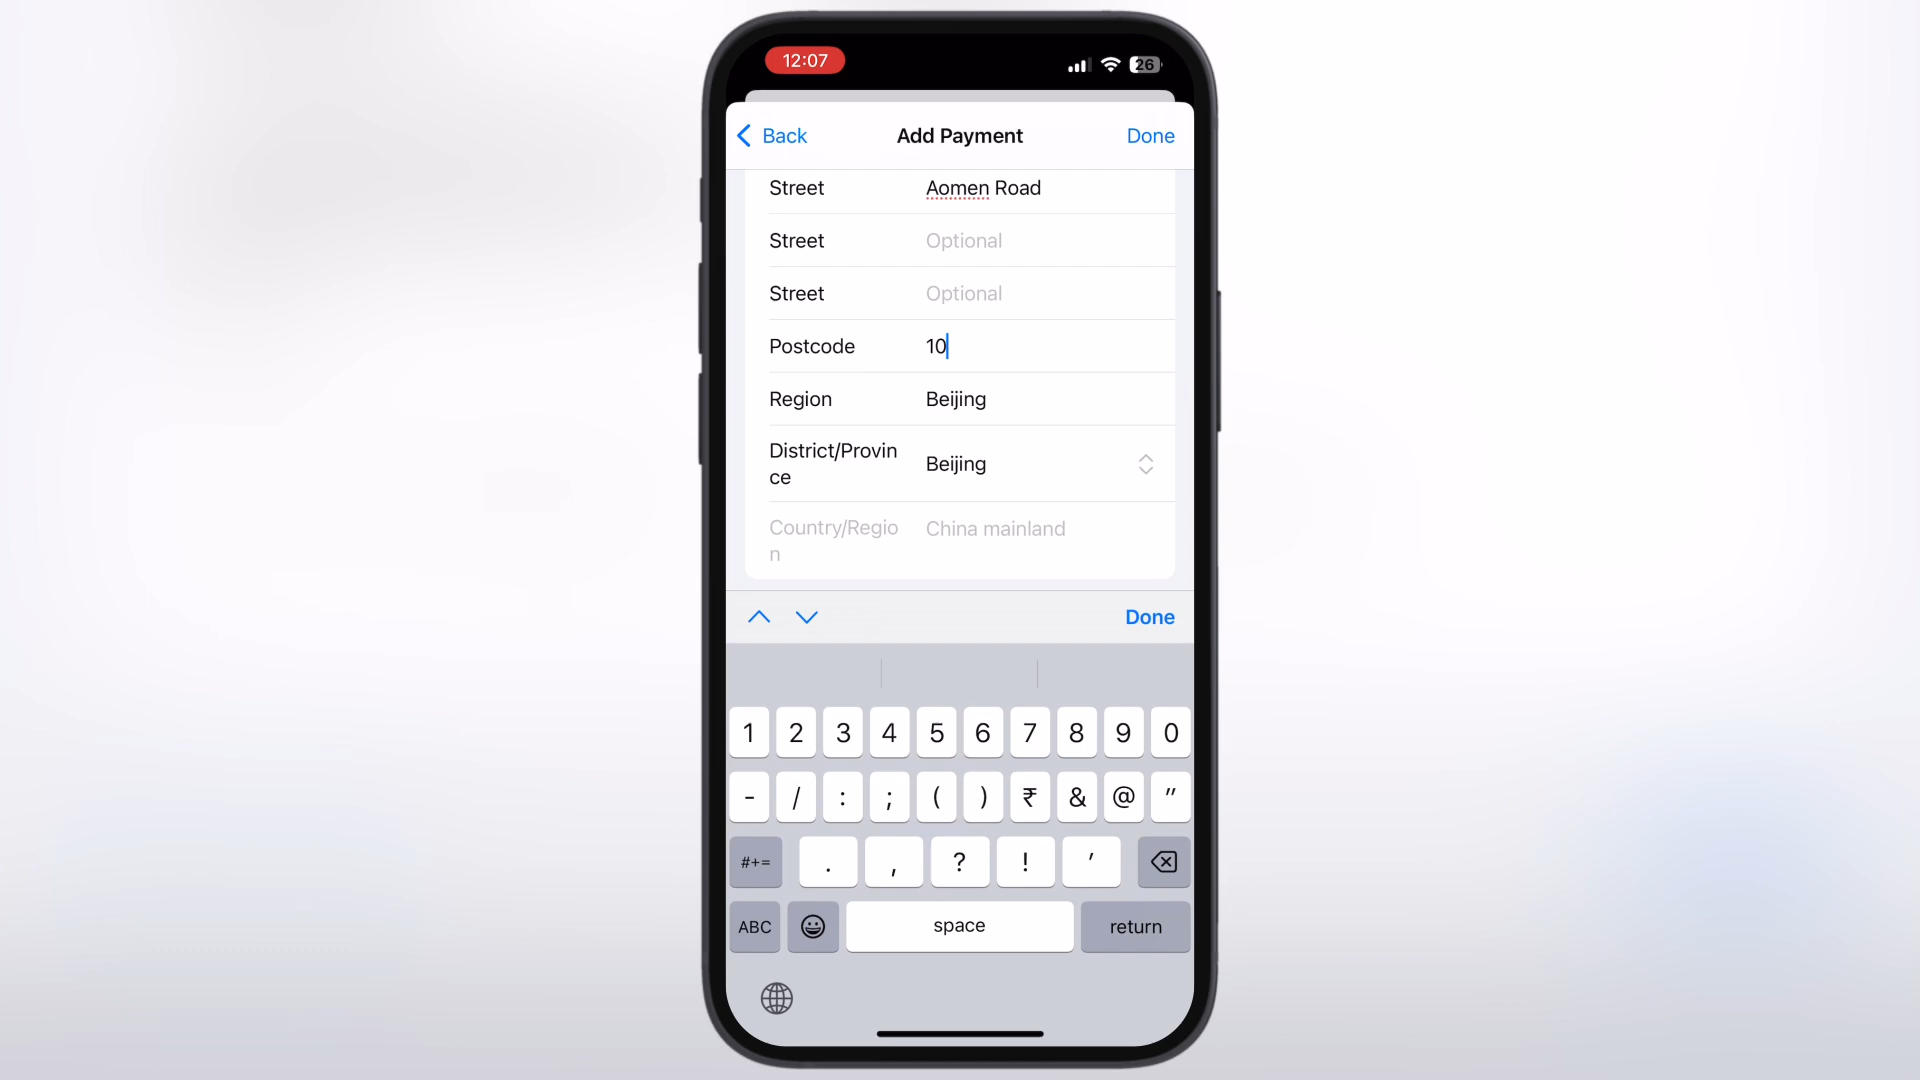 12:07
26
Back Add Payment Done
Street Aomen Road
Street Optional
Street Optional
Postcode 10
Region Beijing
District/Provin
ce Beijing
Country/Regio
n China mainland
Done
1 2 3 4 5 6 7 8 9 0
- / : ; ( ) ₹ & @ "
#+= . , ? ! '
ABC space return